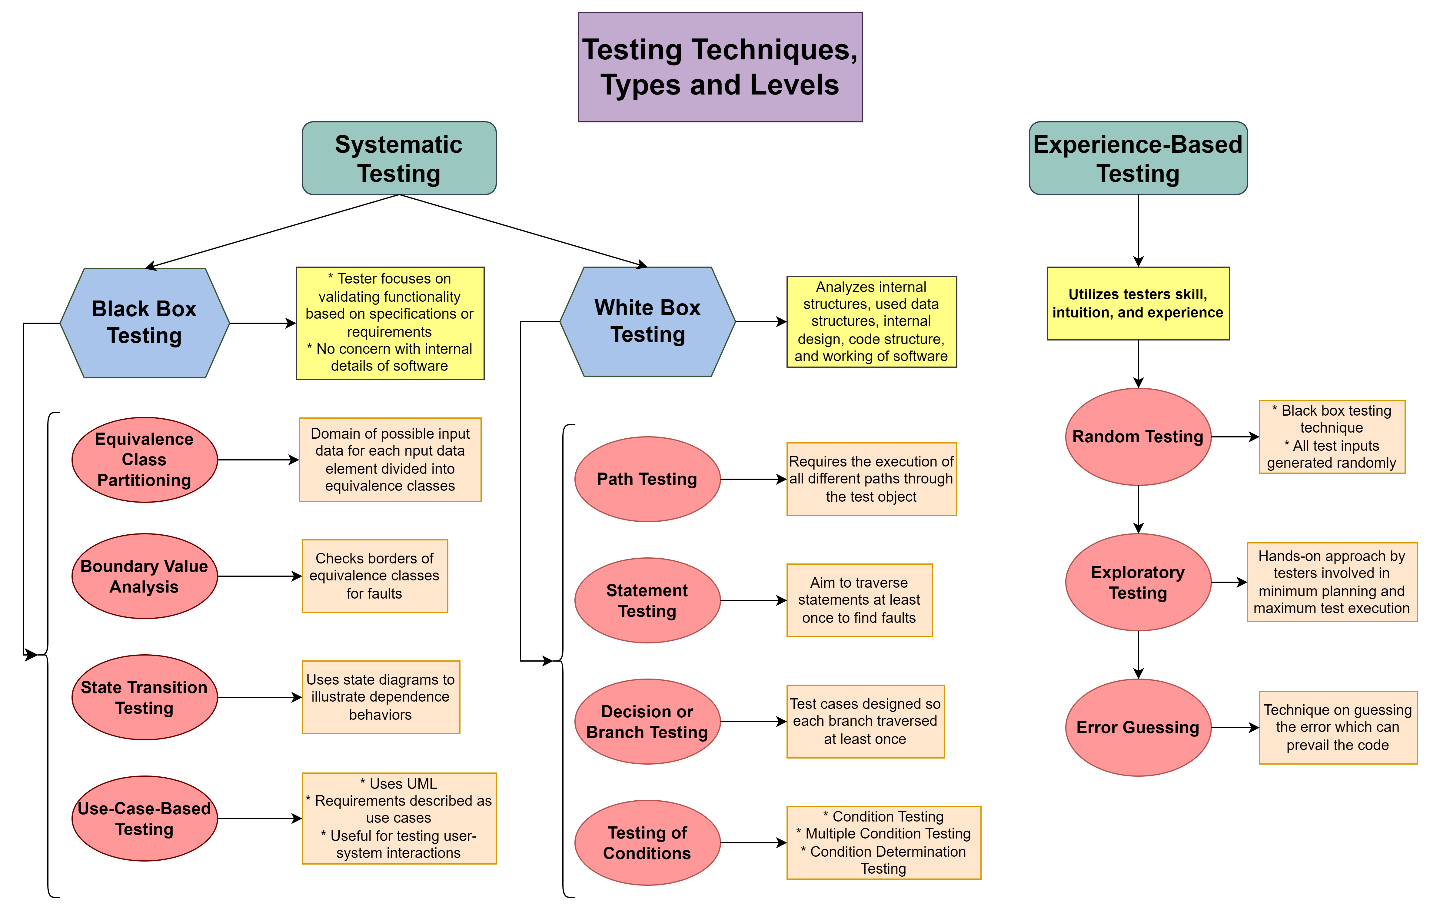 Testing Techniques,
Types and Levels
Systematic
Testing
Experience-Based
Testing
Black Box
Testing
* Tester focuses on
validating functionality
based on specifications or
requirements
* No concern with internal
details of software
White Box
Testing
Analyzes internal
structures, used data
structures, internal
design, code structure,
and working of software
Utilizes testers skill,
intuition, and experience
Equivalence
Class
Partitioning
Domain of possible input
data for each nput data
element divided into
equivalence classes
Boundary Value
Analysis
Checks borders of
equivalence classes
for faults
State Transition
Testing
Uses state diagrams to
illustrate dependence
behaviors
Use-Case-Based
Testing
* Uses UML
* Requirements described as
use cases
* Useful for testing user-
system interactions
Path Testing
Requires the execution of
all different paths through
the test object
Statement
Testing
Aim to traverse
statements at least
once to find faults
Decision or
Branch Testing
Test cases designed so
each branch traversed
at least once
Testing of
Conditions
* Condition Testing
* Multiple Condition Testing
* Condition Determination
Testing
Random Testing
* Black box testing
technique
* All test inputs
generated randomly
Exploratory
Testing
Hands-on approach by
testers involved in
minimum planning and
maximum test execution
Error Guessing
Technique on guessing
the error which can
prevail the code